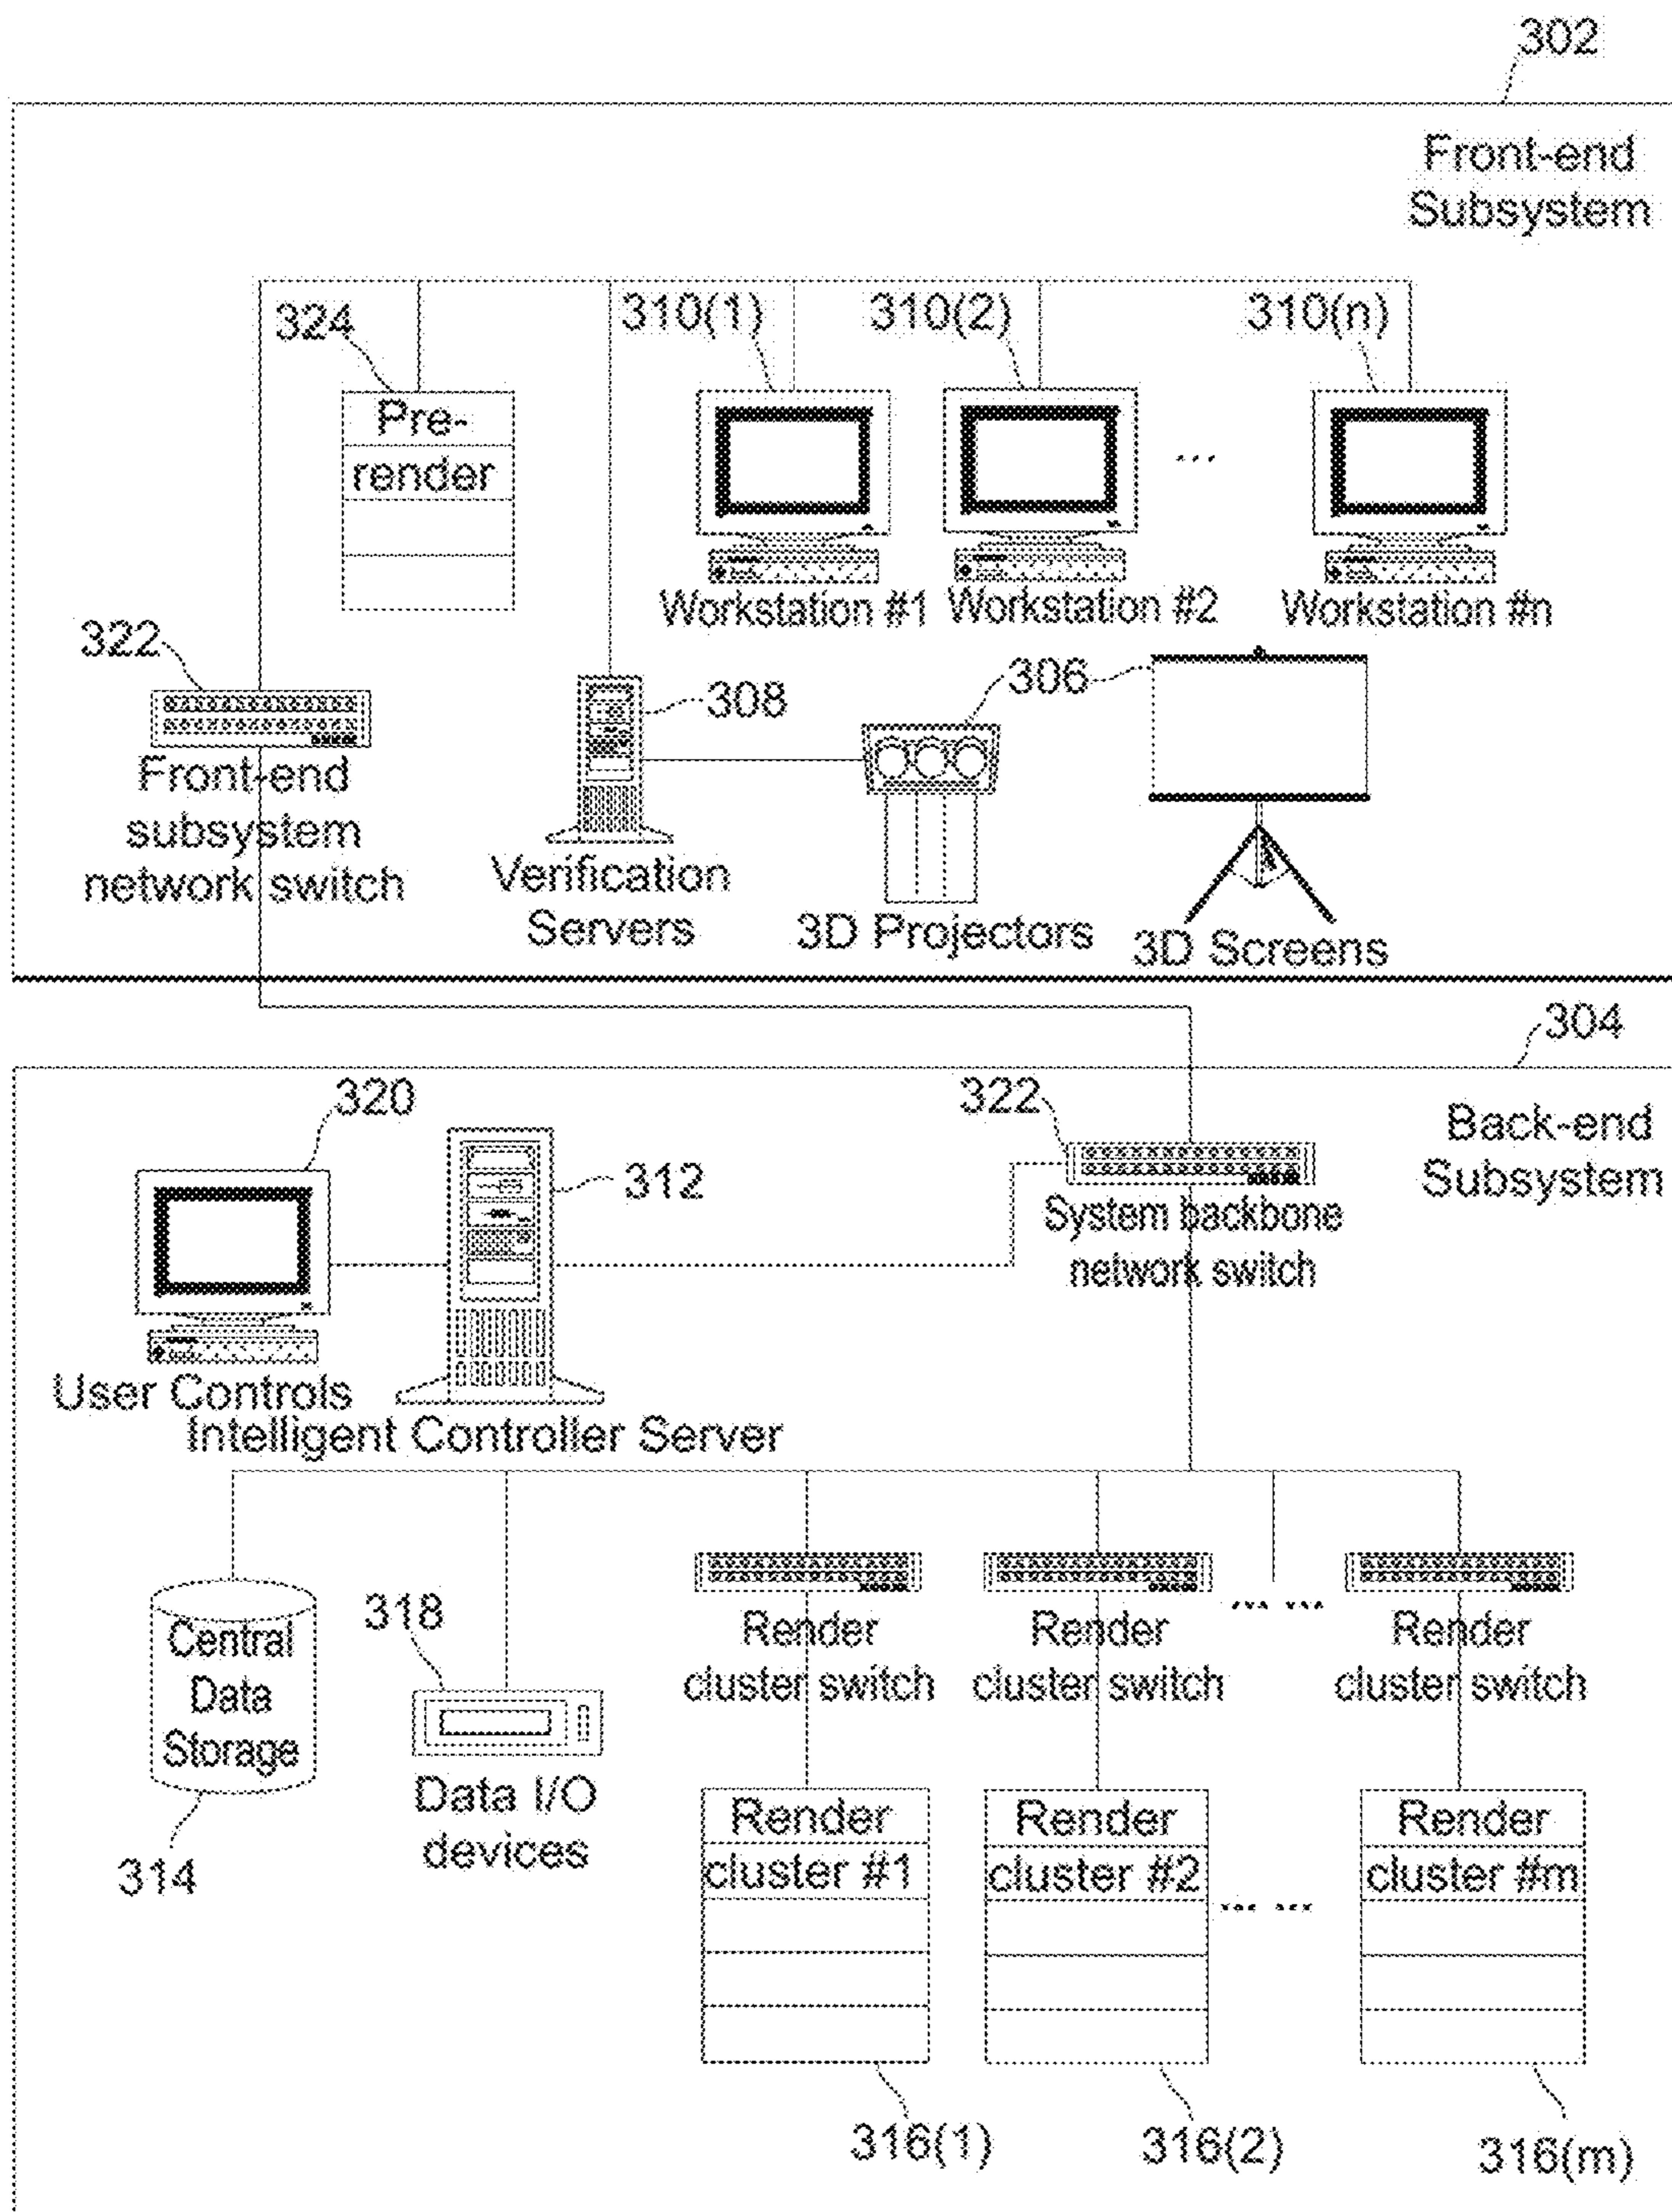 302
Front-end
Subsystem
324
310(1)
310(2)
310(n)
Pre-
render
...
Workstation #1
Workstation #2
Workstation #n
322
308
306
Front-end
subsystem
network switch
Verification
Servers
3D Projectors
3D Screens
304
320
322
Back-end
Subsystem
312
System backbone
network switch
User Controls
Intelligent Controller Server
Central
Data
Storage
318
Render
cluster switch
Render
cluster switch
... ...
Render
cluster switch
314
Data I/O
devices
Render
cluster #1
Render
cluster #2
... ...
Render
cluster #m
316(1)
316(2)
316(m)